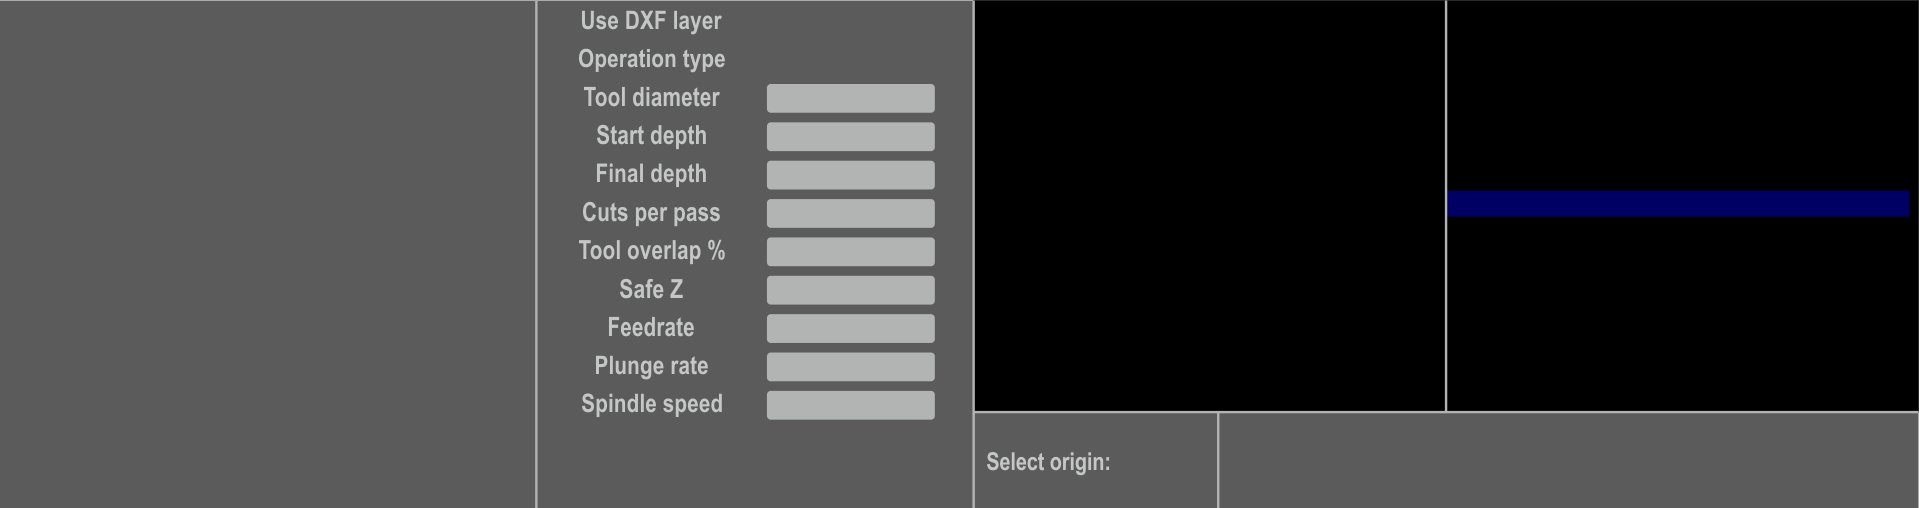 Use DXF layer
Operation type
Tool diameter
Start depth
Final depth
Cuts per pass
Tool overlap %
Safe Z
Feedrate
Plunge rate
Spindle speed
Select origin: